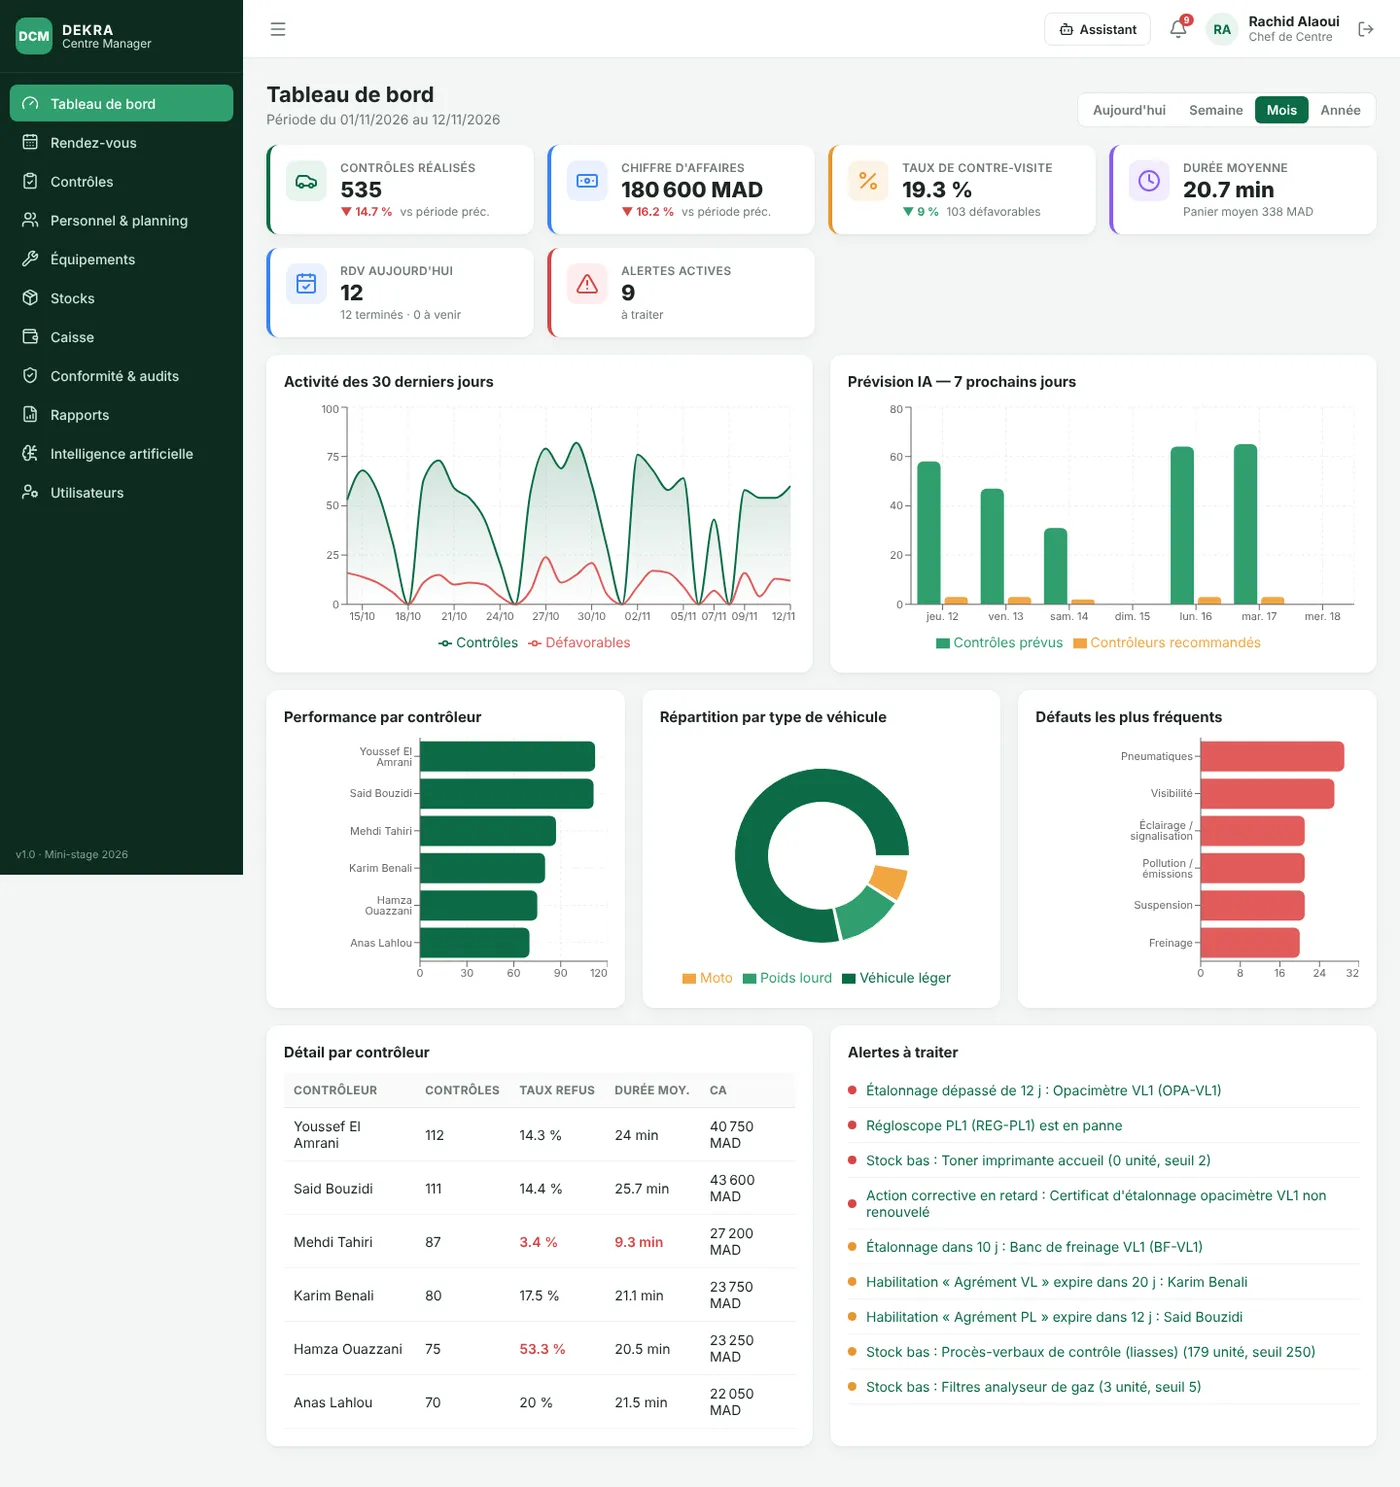 DCM
DEKRA
Centre Manager
Assistant
9
RA
Rachid Alaoui
Chef de Centre
Tableau de bord
Rendez-vous
Contrôles
Personnel & planning
Équipements
Stocks
Caisse
Conformité & audits
Rapports
Intelligence artificielle
Utilisateurs
v1.0 · Mini-stage 2026
Tableau de bord
Période du 01/11/2026 au 12/11/2026
Aujourd'hui Semaine Mois Année
CONTRÔLES RÉALISÉS
535
▼ 14.7 % vs période préc.
CHIFFRE D'AFFAIRES
180 600 MAD
▼ 16.2 % vs période préc.
TAUX DE CONTRE-VISITE
19.3 %
▼ 9 % 103 défavorables
DURÉE MOYENNE
20.7 min
Panier moyen 338 MAD
RDV AUJOURD'HUI
12
12 terminés · 0 à venir
ALERTES ACTIVES
9
à traiter
Activité des 30 derniers jours
100
75
50
25
0
15/10 18/10 21/10 24/10 27/10 30/10 02/11 05/11 07/11 09/11 12/11
Contrôles Défavorables
Prévision IA — 7 prochains jours
80
60
40
20
0
jeu. 12 ven. 13 sam. 14 dim. 15 lun. 16 mar. 17 mer. 18
Contrôles prévus Contrôleurs recommandés
Performance par contrôleur
Youssef El
Amrani
Said Bouzidi
Mehdi Tahiri
Karim Benali
Hamza
Ouazzani
Anas Lahlou
0 30 60 90 120
Répartition par type de véhicule
Moto Poids lourd Véhicule léger
Défauts les plus fréquents
Pneumatiques
Visibilité
Éclairage /
signalisation
Pollution /
émissions
Suspension
Freinage
0 8 16 24 32
Détail par contrôleur
CONTRÔLEUR CONTRÔLES TAUX REFUS DURÉE MOY. CA
Youssef El
Amrani 112 14.3 % 24 min 40 750
MAD
Said Bouzidi 111 14.4 % 25.7 min 43 600
MAD
Mehdi Tahiri 87 3.4 % 9.3 min 27 200
MAD
Karim Benali 80 17.5 % 21.1 min 23 750
MAD
Hamza Ouazzani 75 53.3 % 20.5 min 23 250
MAD
Anas Lahlou 70 20 % 21.5 min 22 050
MAD
Alertes à traiter
Étalonnage dépassé de 12 j : Opacimètre VL1 (OPA-VL1)
Régloscope PL1 (REG-PL1) est en panne
Stock bas : Toner imprimante accueil (0 unité, seuil 2)
Action corrective en retard : Certificat d'étalonnage opacimètre VL1 non
renouvelé
Étalonnage dans 10 j : Banc de freinage VL1 (BF-VL1)
Habilitation « Agrément VL » expire dans 20 j : Karim Benali
Habilitation « Agrément PL » expire dans 12 j : Said Bouzidi
Stock bas : Procès-verbaux de contrôle (liasses) (179 unité, seuil 250)
Stock bas : Filtres analyseur de gaz (3 unité, seuil 5)